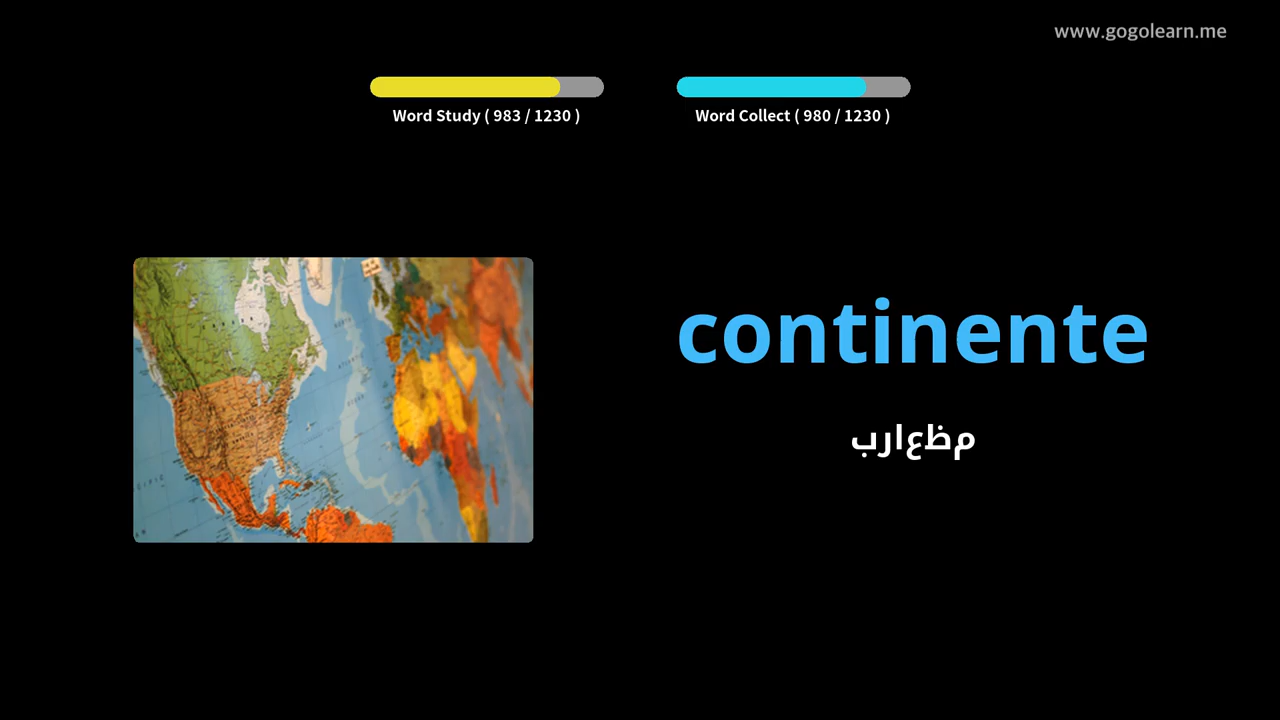 www.gogolearn.me
Word Study ( 983 / 1230 )
Word Collect ( 980 / 1230 )
continente
مظعارب